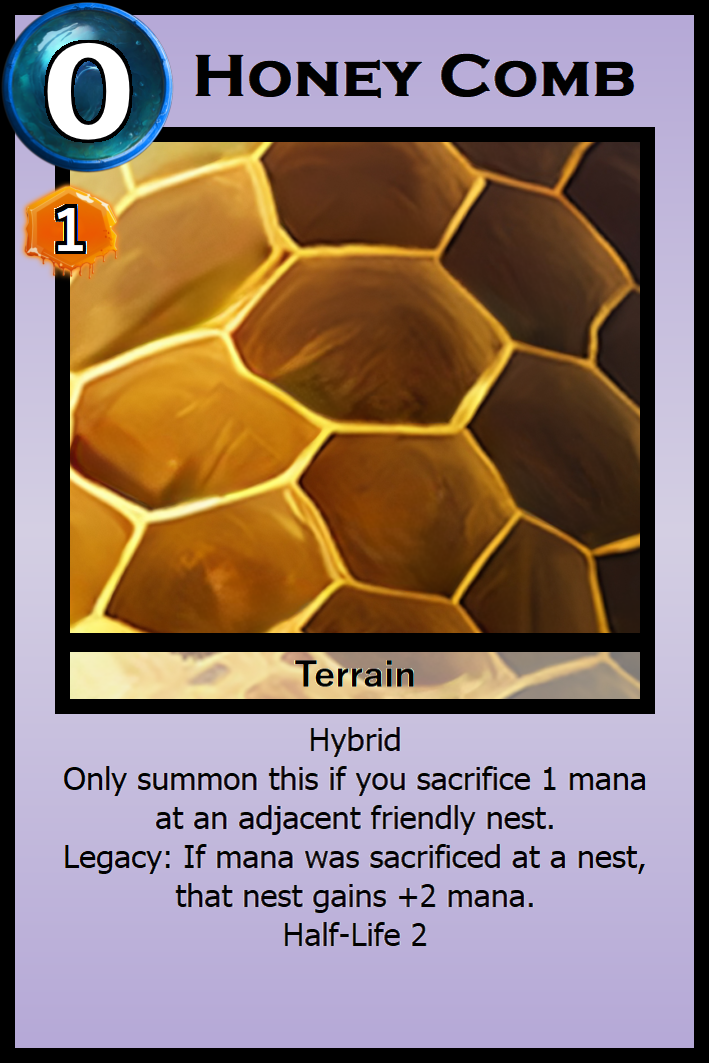 0
Honey Comb
1
Terrain
Hybrid
Only summon this if you sacrifice 1 mana
at an adjacent friendly nest.
Legacy: If mana was sacrificed at a nest,
that nest gains +2 mana.
Half-Life 2